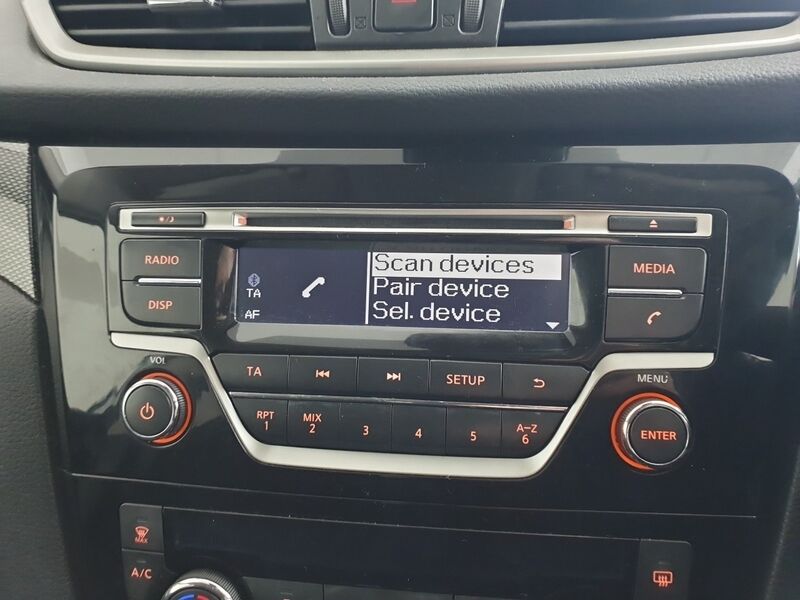 RADIO
DISP
TA
AF
Scan devices
Pair device
Sel. device
MEDIA
VOL
TA
SETUP
MENU
ENTER
RPT
1
MIX
2
3
4
5
A-Z
6
MAX
A/C